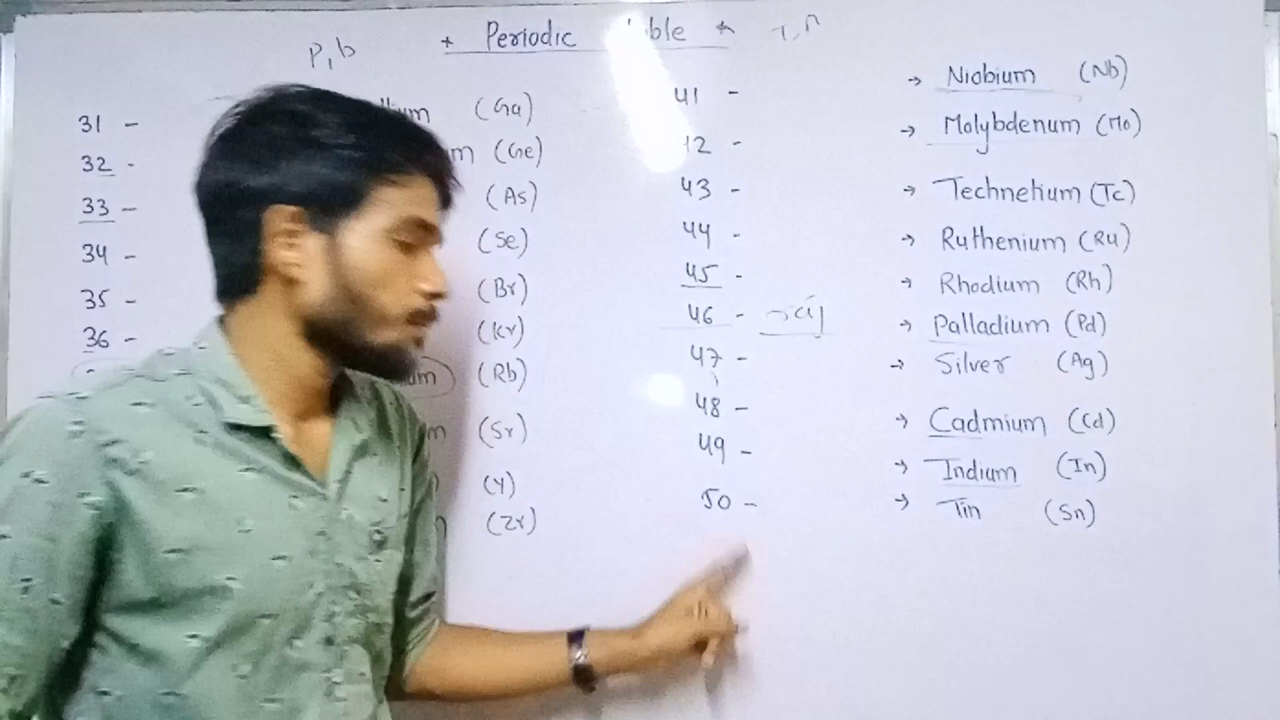 P, b
* Periodic ble *
31 - (Ga)
32 - (Ge)
33 - (As)
34 - (Se)
35 - (Br)
36 - (Kr)
(Rb)
(Sr)
(Y)
(Zr)
41 - → Niobium (Nb)
12 - → Molybdenum (Mo)
43 - → Technetium (Tc)
44 - → Ruthenium (Ru)
45 - → Rhodium (Rh)
46 - → Palladium (Pd)
47 - → Silver (Ag)
48 - → Cadmium (Cd)
49 - → Indium (In)
50 - → Tin (Sn)